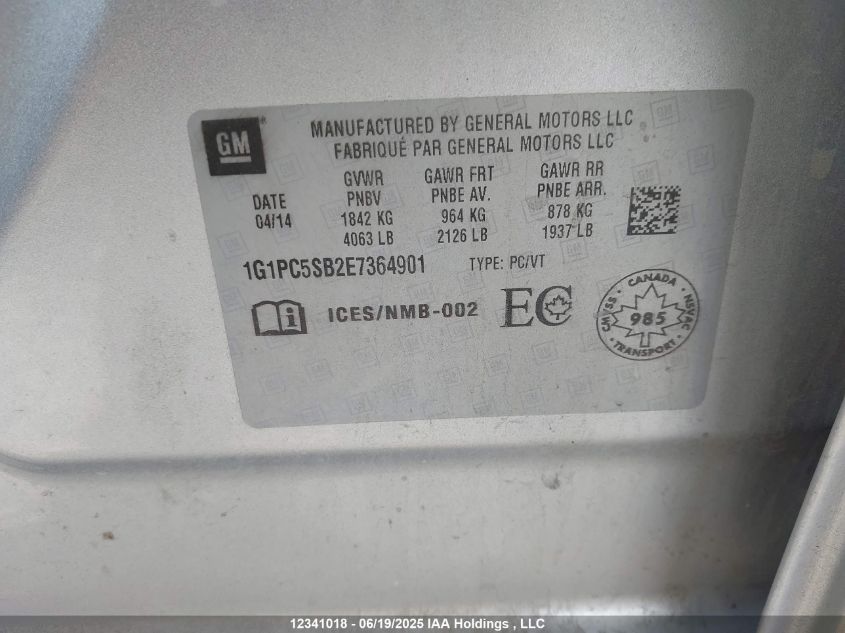 GM
MANUFACTURED BY GENERAL MOTORS LLC
FABRIQUÉ PAR GENERAL MOTORS LLC
DATE GVWR GAWR FRT GAWR RR
04/14 PNBV PNBE AV. PNBE ARR.
1842 KG 964 KG 878 KG
4063 LB 2126 LB 1937 LB
1G1PC5SB2E7364901 TYPE: PC/VT
i ICES/NMB-002 EC
CANADA
CMVSS 985 NSVAC
TRANSPORT
12341018 - 06/19/2025 IAA Holdings , LLC